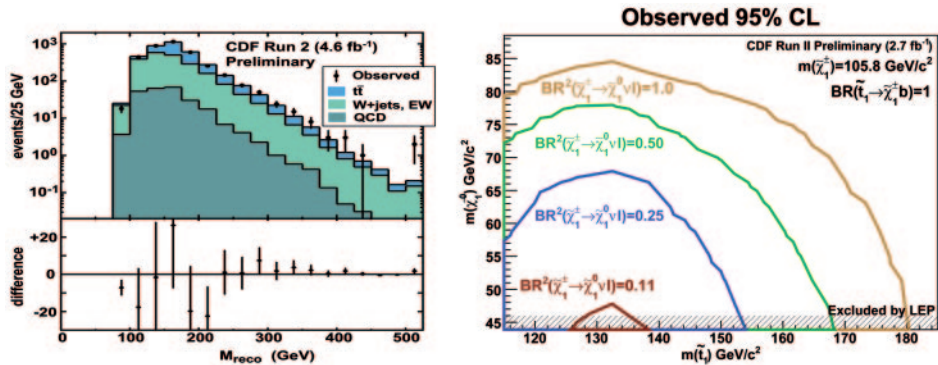 CDF Run 2 (4.6 fb⁻¹)
Preliminary
Observed
tt̄
W+jets, EW
QCD
events/25 GeV
10³
10²
10
10⁰
10⁻¹
+20
0
-20
difference
0 100 200 300 400 500
M_reco (GeV)
Observed 95% CL
CDF Run II Preliminary (2.7 fb⁻¹)
m(χ̃₁±)=105.8 GeV/c²
BR(t̃₁→χ̃₁±b)=1
BR²(χ̃₁±→χ̃₁⁰νl)=1.0
BR²(χ̃₁±→χ̃₁⁰νl)=0.50
BR²(χ̃₁±→χ̃₁⁰νl)=0.25
BR²(χ̃₁±→χ̃₁⁰νl)=0.11
Excluded by LEP
m(χ̃₁⁰) GeV/c²
85
80
75
70
65
60
55
50
45
120 130 140 150 160 170 180
m(t̃₁) GeV/c²